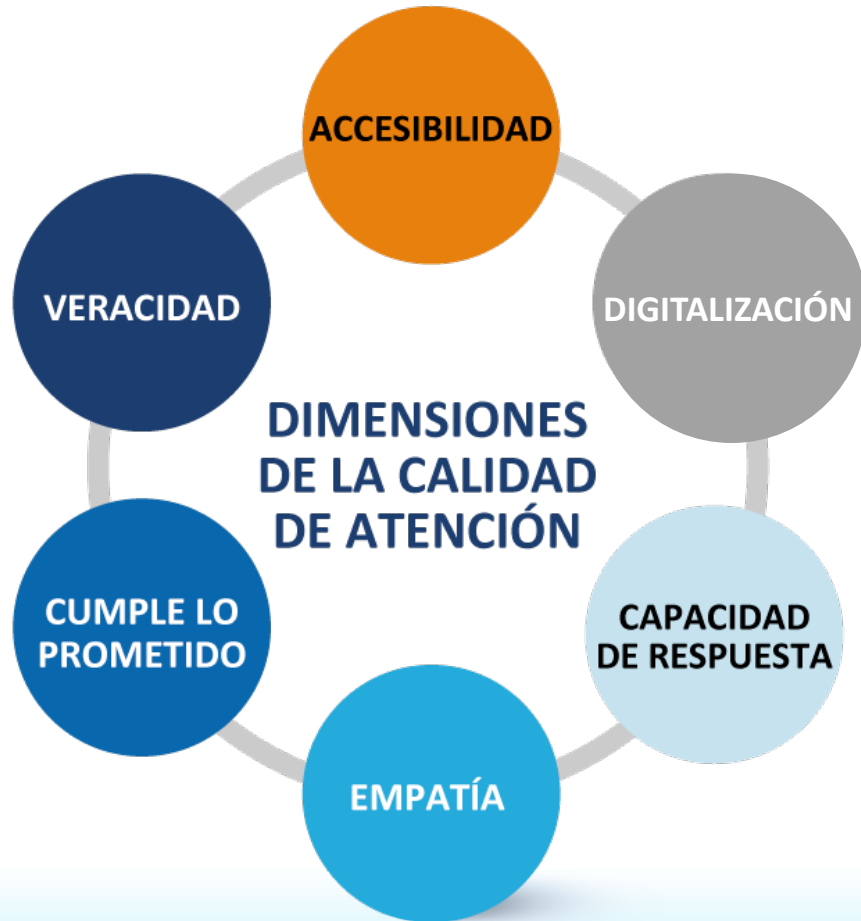 ACCESIBILIDAD
DIGITALIZACIÓN
CAPACIDAD
DE RESPUESTA
EMPATÍA
CUMPLE LO
PROMETIDO
VERACIDAD
DIMENSIONES
DE LA CALIDAD
DE ATENCIÓN